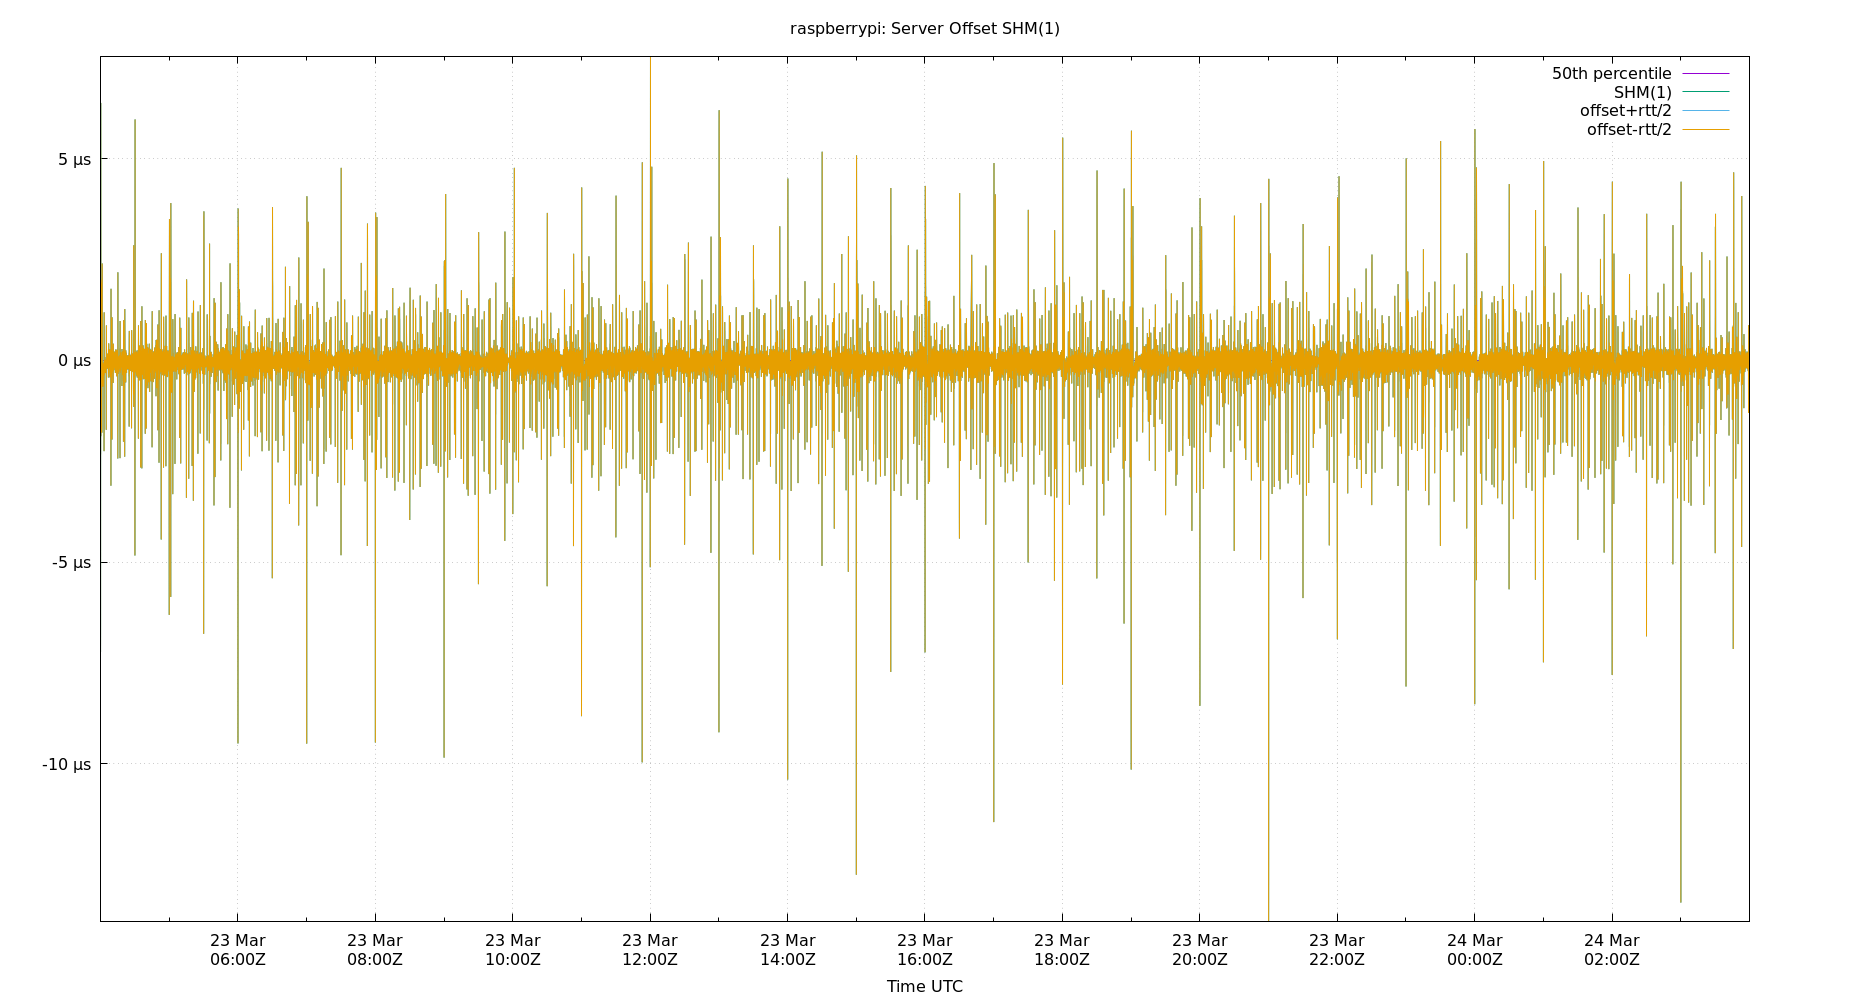 raspberrypi: Server Offset SHM(1)
50th percentile
SHM(1)
offset+rtt/2
offset-rtt/2
5 µs
0 µs
-5 µs
-10 µs
23 Mar 23 Mar 23 Mar 23 Mar 23 Mar 23 Mar 23 Mar 23 Mar 23 Mar 24 Mar 24 Mar
06:00Z 08:00Z 10:00Z 12:00Z 14:00Z 16:00Z 18:00Z 20:00Z 22:00Z 00:00Z 02:00Z
Time UTC